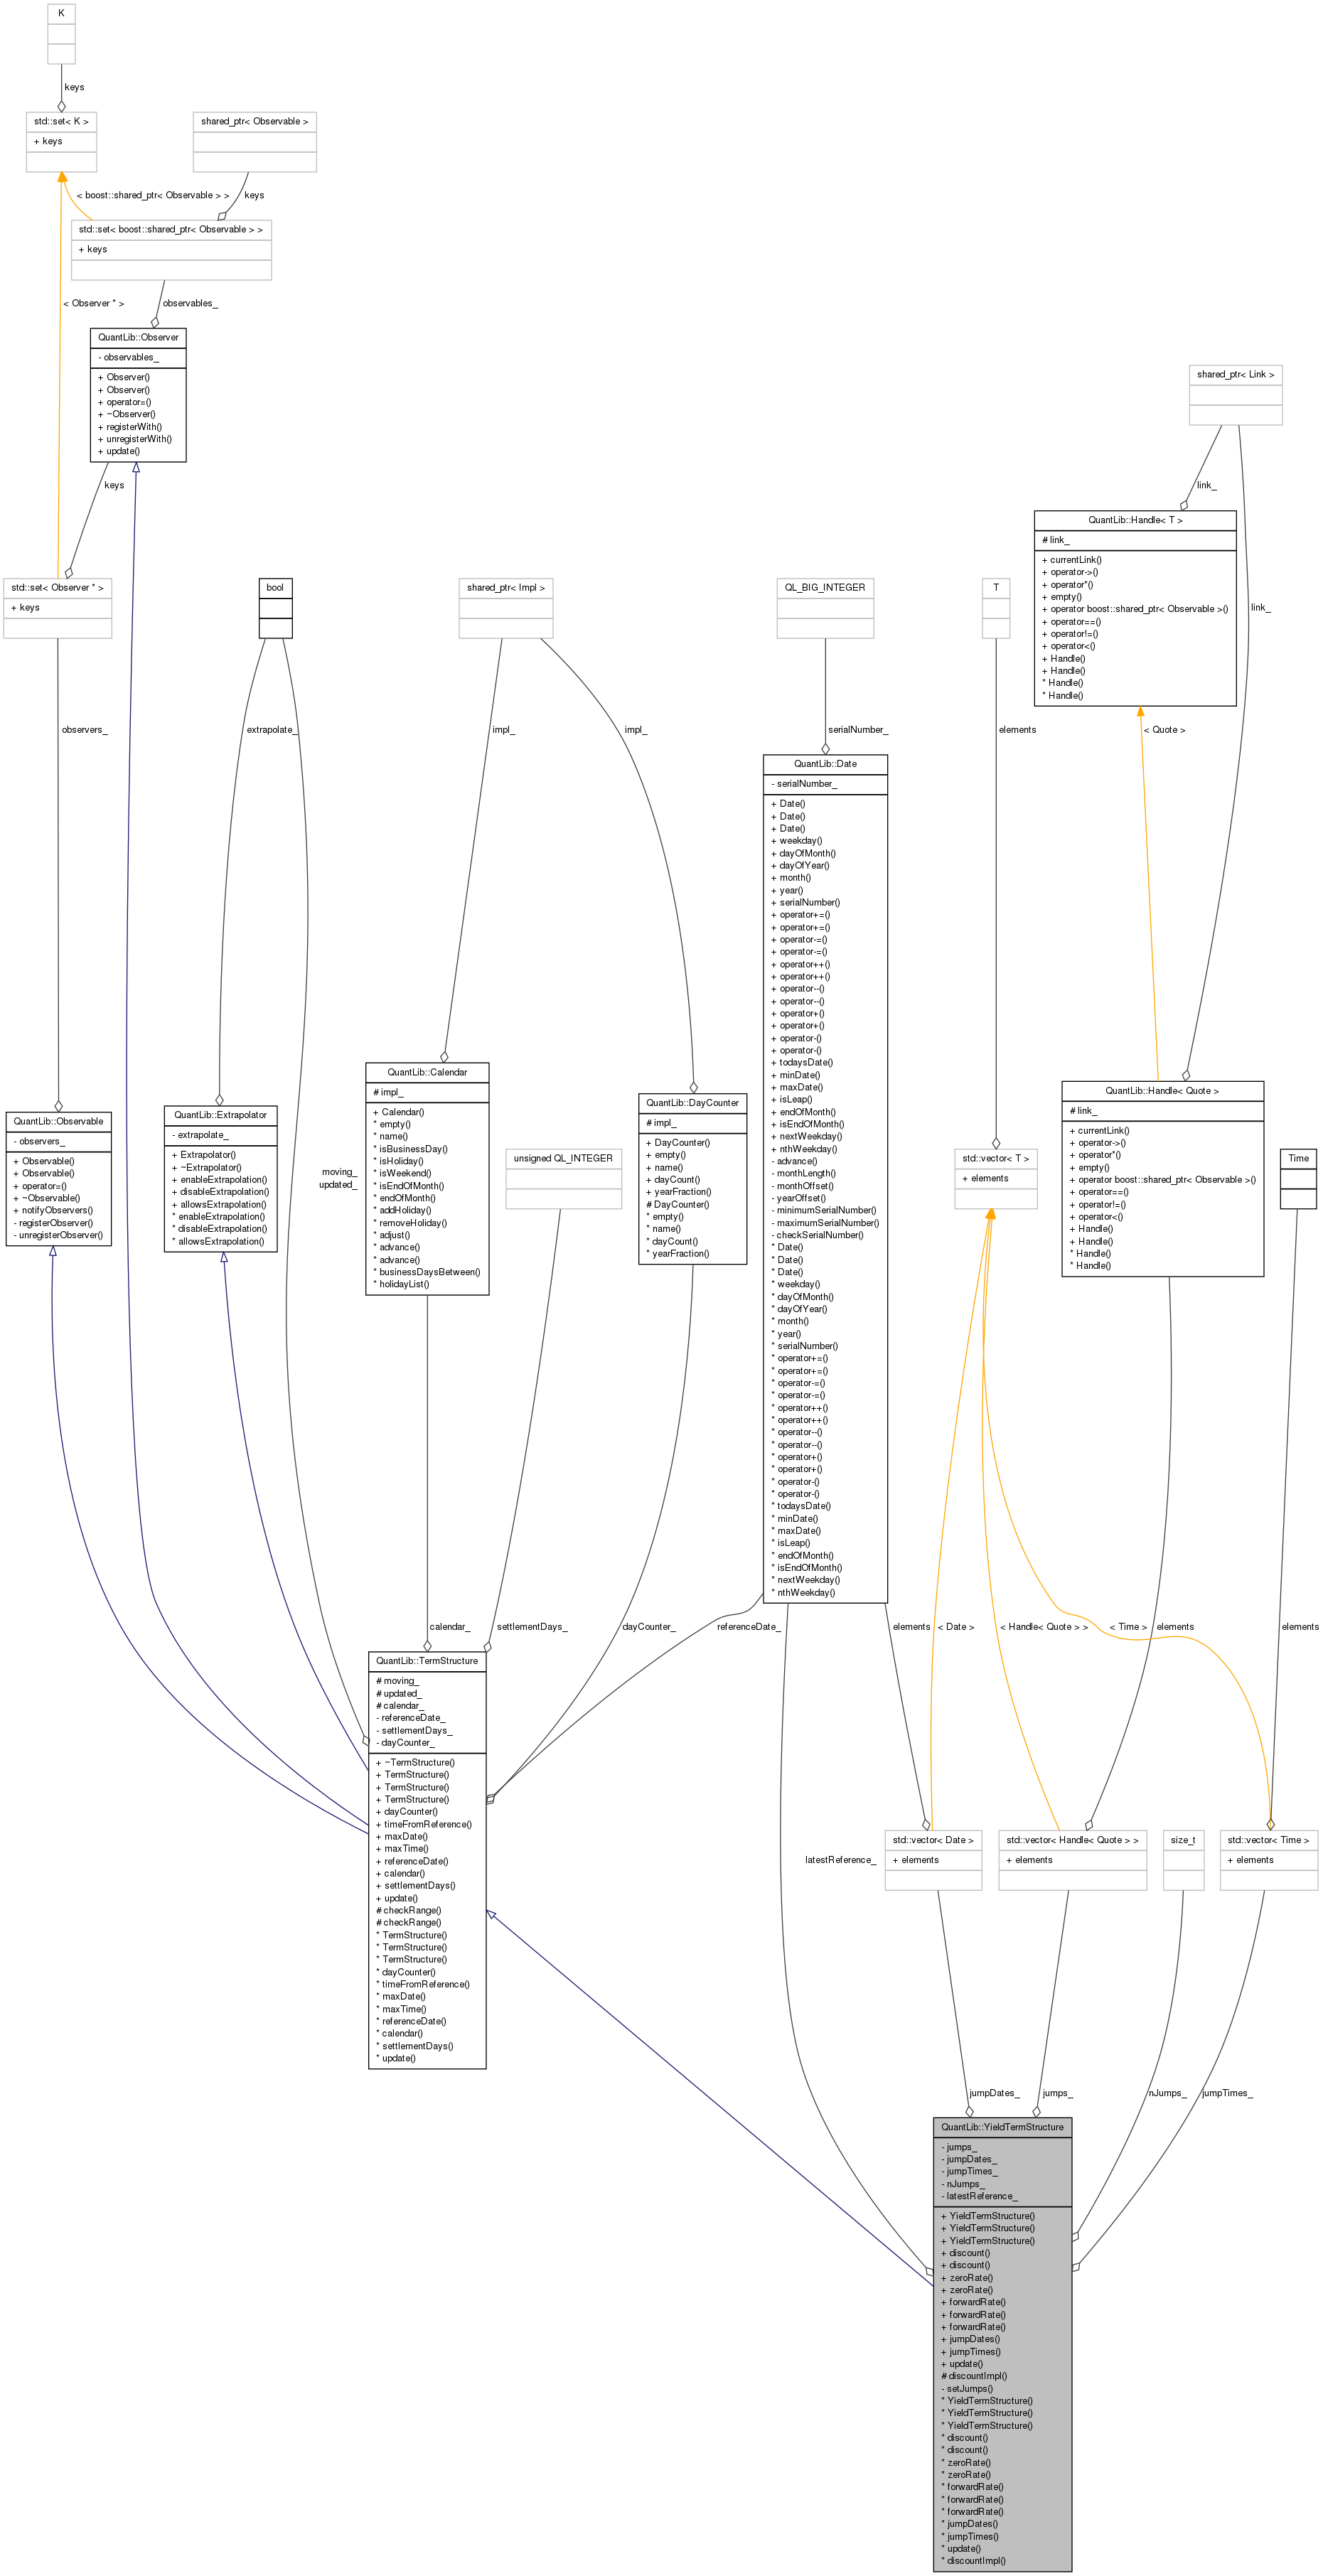 K
keys
std::set< K >
+ keys
shared_ptr< Observable >
< boost::shared_ptr< Observable > >
keys
std::set< boost::shared_ptr< Observable > >
+ keys
< Observer * >
observables_
QuantLib::Observer
- observables_
+ Observer()
+ Observer()
+ operator=()
+ ~Observer()
+ registerWith()
+ unregisterWith()
+ update()
keys
shared_ptr< Link >
link_
QuantLib::Handle< T >
# link_
+ currentLink()
+ operator->()
+ operator*()
+ empty()
+ operator boost::shared_ptr< Observable >()
+ operator==()
+ operator!=()
+ operator<()
+ Handle()
+ Handle()
* Handle()
* Handle()
link_
std::set< Observer * >
+ keys
bool
shared_ptr< Impl >
QL_BIG_INTEGER
T
observers_
extrapolate_
impl_
impl_
serialNumber_
elements
< Quote >
QuantLib::Date
- serialNumber_
+ Date()
+ Date()
+ Date()
+ weekday()
+ dayOfMonth()
+ dayOfYear()
+ month()
+ year()
+ serialNumber()
+ operator+=()
+ operator+=()
+ operator-=()
+ operator-=()
+ operator++()
+ operator++()
+ operator--()
+ operator--()
+ operator+()
+ operator+()
+ operator-()
+ operator-()
+ todaysDate()
+ minDate()
+ maxDate()
+ isLeap()
+ endOfMonth()
+ isEndOfMonth()
+ nextWeekday()
+ nthWeekday()
- advance()
- monthLength()
- monthOffset()
- yearOffset()
- minimumSerialNumber()
- maximumSerialNumber()
- checkSerialNumber()
* Date()
* Date()
* Date()
* weekday()
* dayOfMonth()
* dayOfYear()
* month()
* year()
* serialNumber()
* operator+=()
* operator+=()
* operator-=()
* operator-=()
* operator++()
* operator++()
* operator--()
* operator--()
* operator+()
* operator+()
* operator-()
* operator-()
* todaysDate()
* minDate()
* maxDate()
* isLeap()
* endOfMonth()
* isEndOfMonth()
* nextWeekday()
* nthWeekday()
QuantLib::Observable
- observers_
+ Observable()
+ Observable()
+ operator=()
+ ~Observable()
+ notifyObservers()
- registerObserver()
- unregisterObserver()
QuantLib::Extrapolator
- extrapolate_
+ Extrapolator()
+ ~Extrapolator()
+ enableExtrapolation()
+ disableExtrapolation()
+ allowsExtrapolation()
* enableExtrapolation()
* disableExtrapolation()
* allowsExtrapolation()
moving_
updated_
QuantLib::Calendar
# impl_
+ Calendar()
* empty()
* name()
* isBusinessDay()
* isHoliday()
* isWeekend()
* isEndOfMonth()
* endOfMonth()
* addHoliday()
* removeHoliday()
* adjust()
* advance()
* advance()
* businessDaysBetween()
* holidayList()
unsigned QL_INTEGER
QuantLib::DayCounter
# impl_
+ DayCounter()
+ empty()
+ name()
+ dayCount()
+ yearFraction()
# DayCounter()
* empty()
* name()
* dayCount()
* yearFraction()
std::vector< T >
+ elements
QuantLib::Handle< Quote >
# link_
+ currentLink()
+ operator->()
+ operator*()
+ empty()
+ operator boost::shared_ptr< Observable >()
+ operator==()
+ operator!=()
+ operator<()
+ Handle()
+ Handle()
* Handle()
* Handle()
Time
calendar_
settlementDays_
dayCounter_
referenceDate_
elements
< Date >
< Handle< Quote > >
< Time >
elements
elements
QuantLib::TermStructure
# moving_
# updated_
# calendar_
- referenceDate_
- settlementDays_
- dayCounter_
+ ~TermStructure()
+ TermStructure()
+ TermStructure()
+ TermStructure()
+ dayCounter()
+ timeFromReference()
+ maxDate()
+ maxTime()
+ referenceDate()
+ calendar()
+ settlementDays()
+ update()
# checkRange()
# checkRange()
* TermStructure()
* TermStructure()
* TermStructure()
* dayCounter()
* timeFromReference()
* maxDate()
* maxTime()
* referenceDate()
* calendar()
* settlementDays()
* update()
latestReference_
std::vector< Date >
+ elements
std::vector< Handle< Quote > >
+ elements
size_t
std::vector< Time >
+ elements
jumpDates_
jumps_
nJumps_
jumpTimes_
QuantLib::YieldTermStructure
- jumps_
- jumpDates_
- jumpTimes_
- nJumps_
- latestReference_
+ YieldTermStructure()
+ YieldTermStructure()
+ YieldTermStructure()
+ discount()
+ discount()
+ zeroRate()
+ zeroRate()
+ forwardRate()
+ forwardRate()
+ forwardRate()
+ jumpDates()
+ jumpTimes()
+ update()
# discountImpl()
- setJumps()
* YieldTermStructure()
* YieldTermStructure()
* YieldTermStructure()
* discount()
* discount()
* zeroRate()
* zeroRate()
* forwardRate()
* forwardRate()
* forwardRate()
* jumpDates()
* jumpTimes()
* update()
* discountImpl()